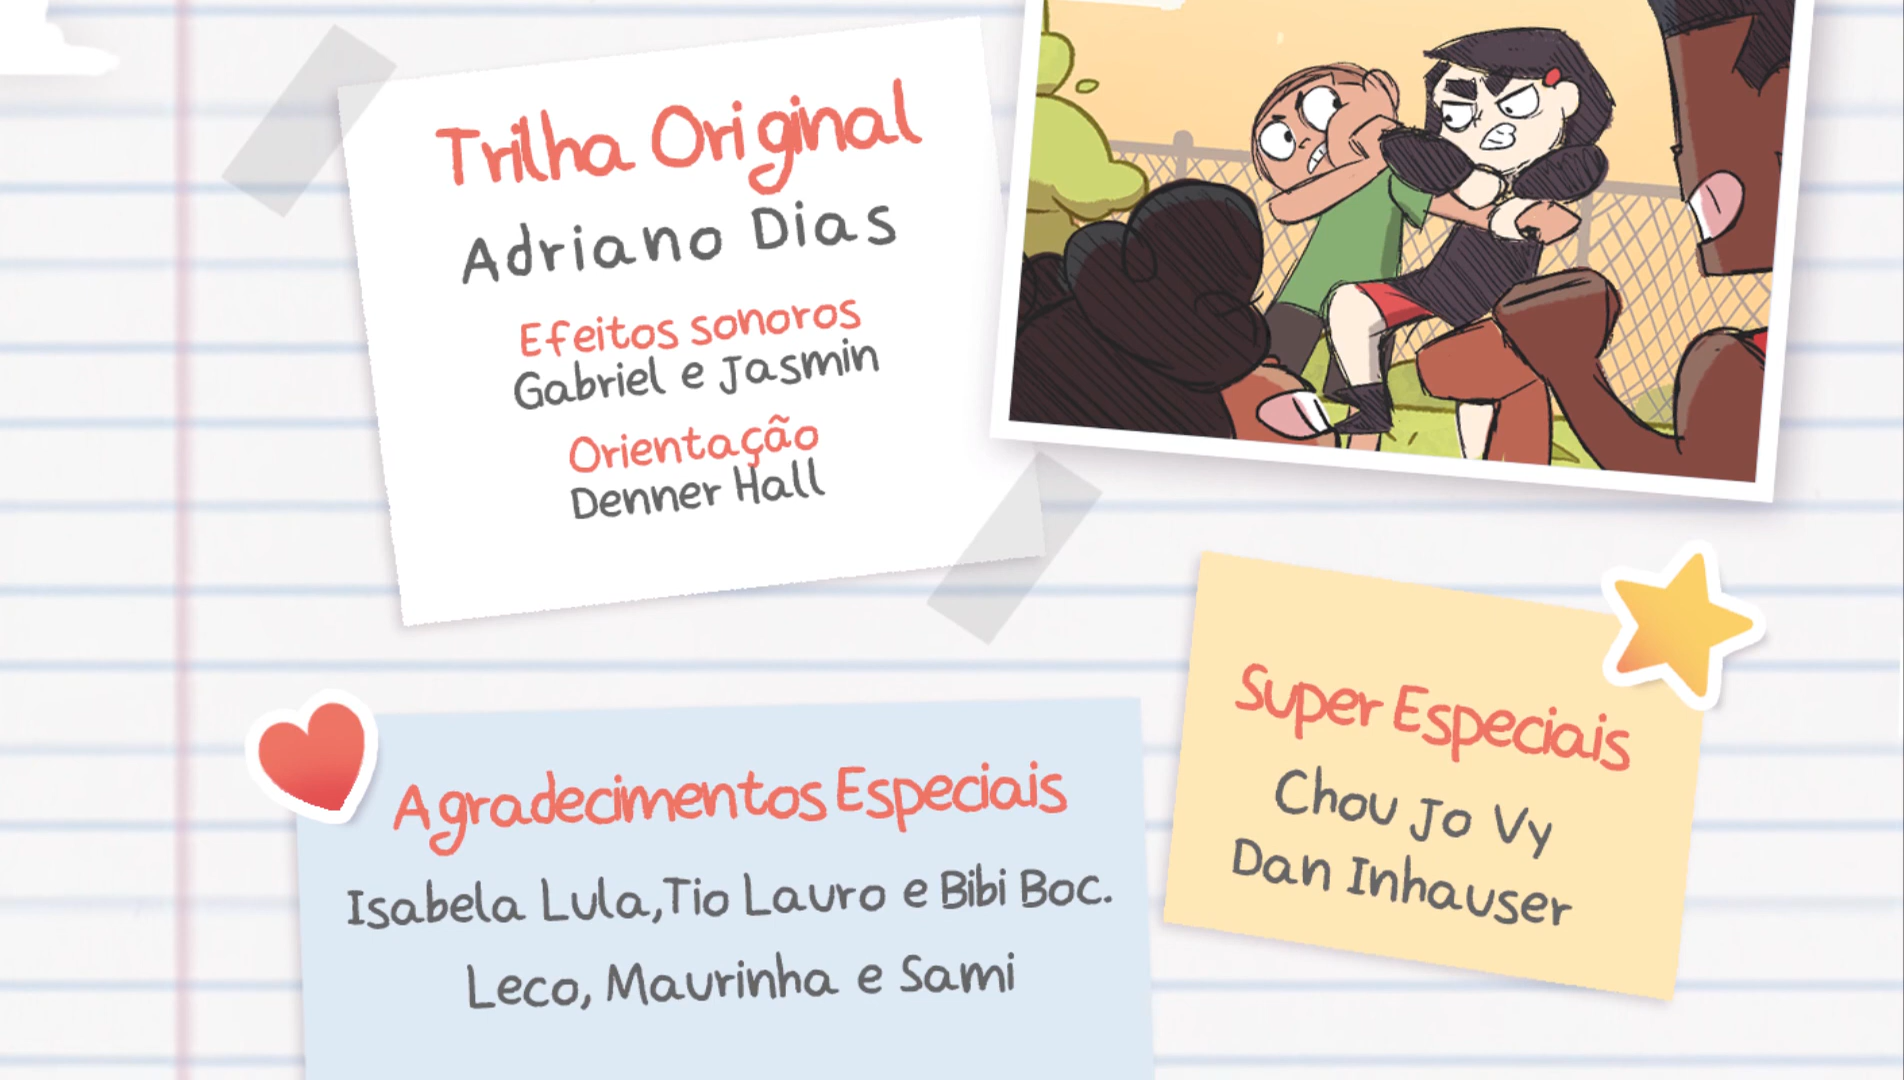 Trilha Original
Adriano Dias
Efeitos sonoros
Gabriel e Jasmin
Orientação
Denner Hall
Agradecimentos Especiais
Isabela Lula,Tio Lauro e Bibi Boc.
Leco, Maurinha e Sami
Super Especiais
Chou Jo Vy
Dan Inhauser